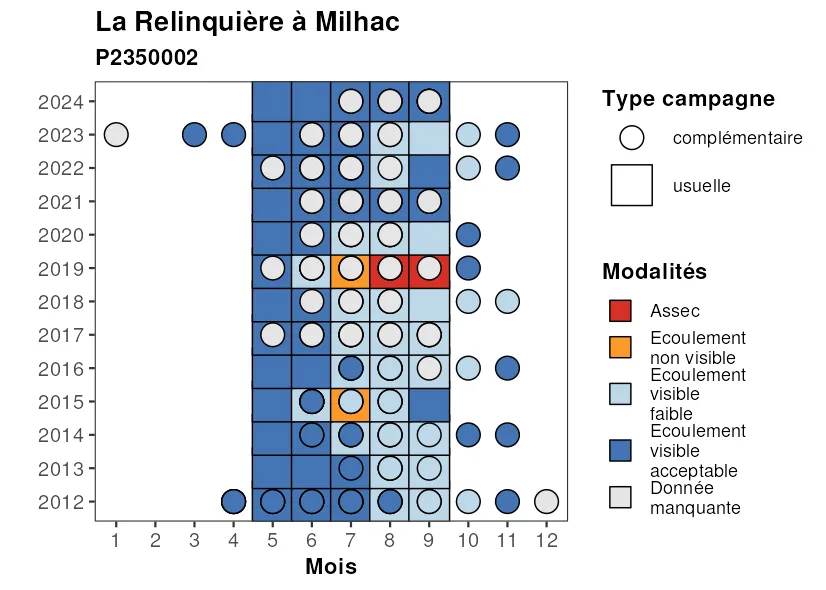 La Relinquière à Milhac
P2350002
2024
2023
2022
2021
2020
2019
2018
2017
2016
2015
2014
2013
2012
1 2 3 4 5 6 7 8 9 10 11 12
Mois
Type campagne
complémentaire
usuelle
Modalités
Assec
Ecoulement
non visible
Ecoulement
visible
faible
Ecoulement
visible
acceptable
Donnée
manquante